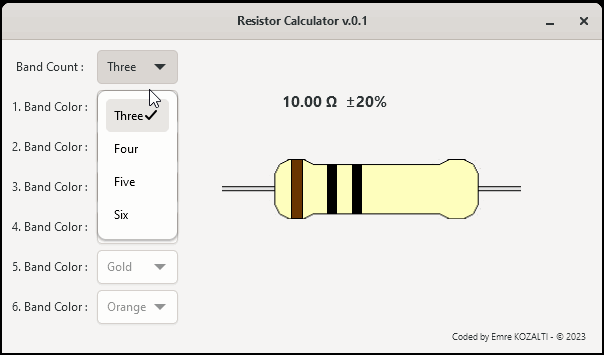 Resistor Calculator v.0.1
Band Count : Three
1. Band Color :
2. Band Color :
3. Band Color :
4. Band Color :
5. Band Color : Gold
6. Band Color : Orange
Three
Four
Five
Six
10.00 Ω ±20%
Coded by Emre KOZALTI - © 2023